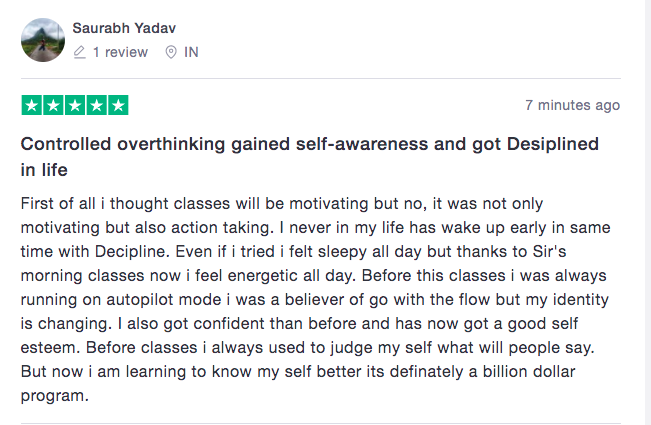 Saurabh Yadav
1 review IN
7 minutes ago
Controlled overthinking gained self-awareness and got Desiplined
in life
First of all i thought classes will be motivating but no, it was not only
motivating but also action taking. I never in my life has wake up early in same
time with Decipline. Even if i tried i felt sleepy all day but thanks to Sir's
morning classes now i feel energetic all day. Before this classes i was always
running on autopilot mode i was a believer of go with the flow but my identity
is changing. I also got confident than before and has now got a good self
esteem. Before classes i always used to judge my self what will people say.
But now i am learning to know my self better its definately a billion dollar
program.